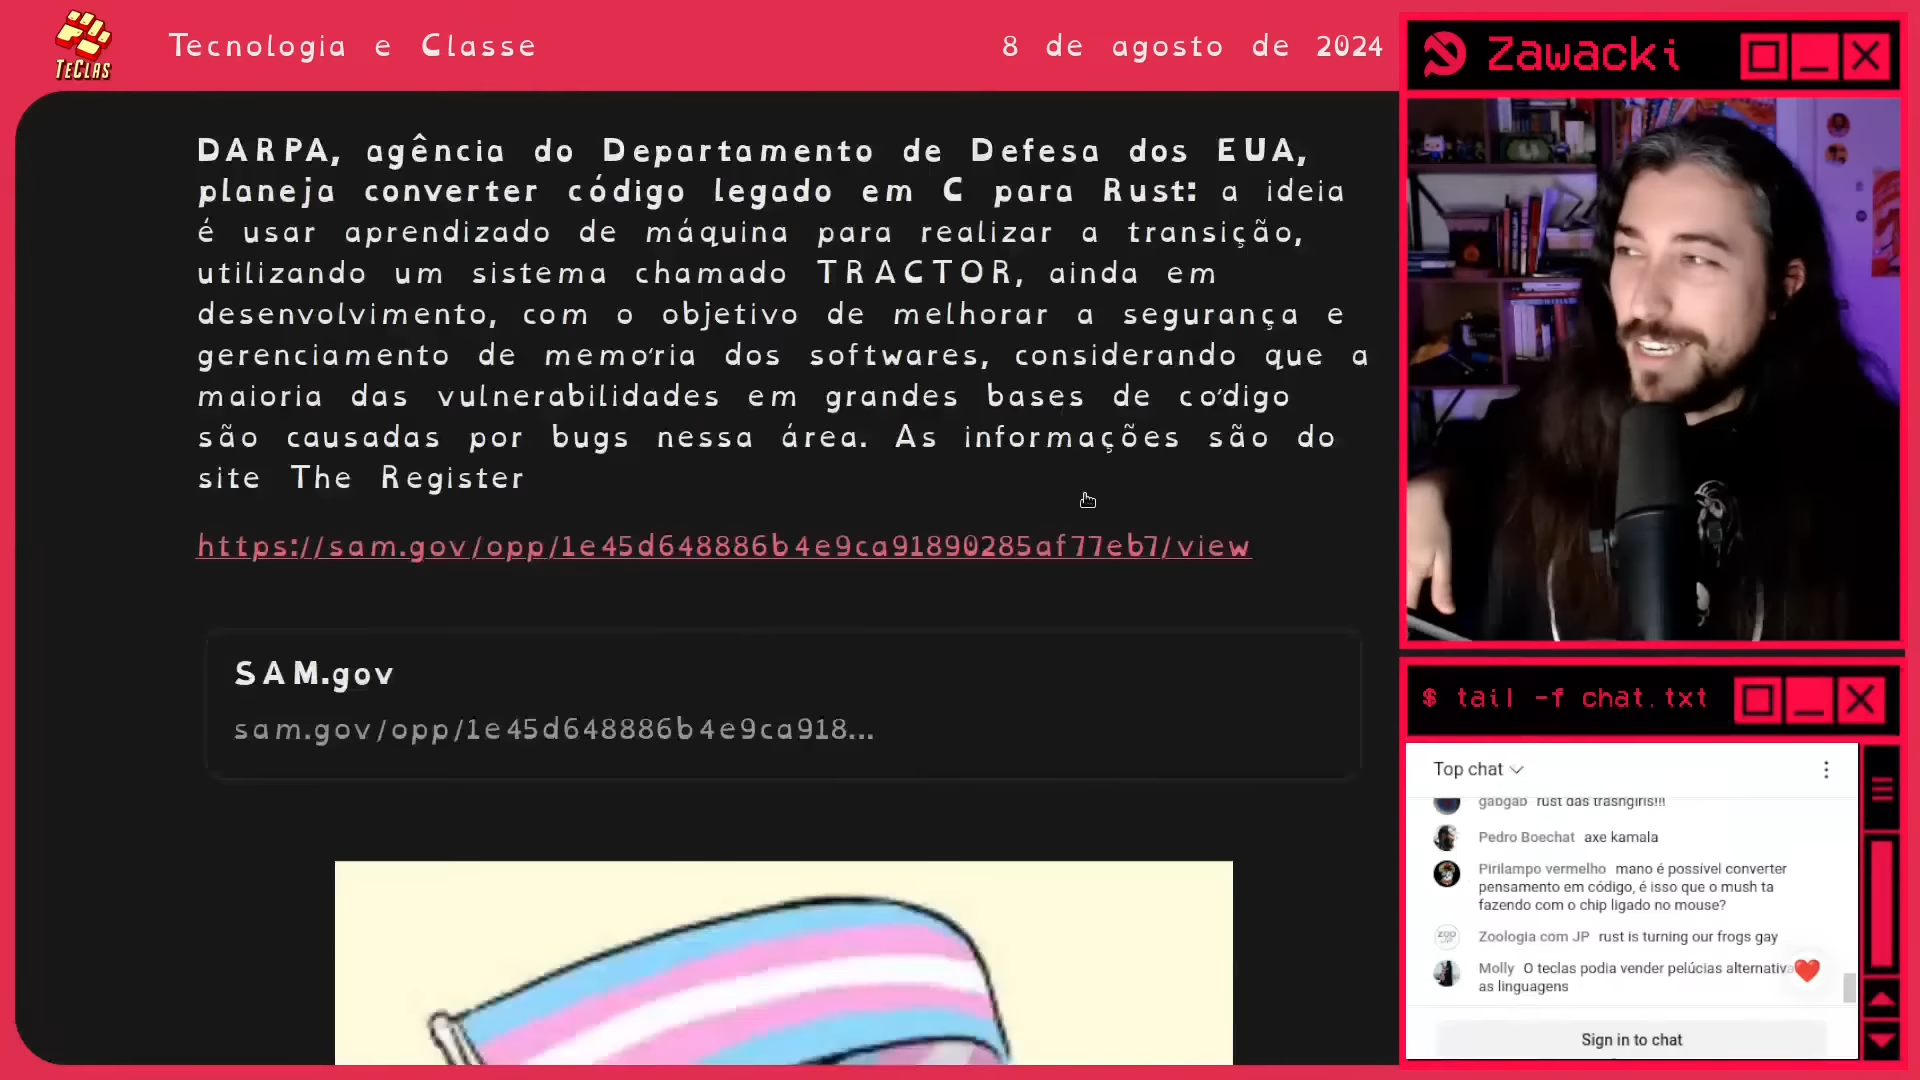 TECLAS
Tecnologia e Classe
8 de agosto de 2024
DARPA, agência do Departamento de Defesa dos EUA,
planeja converter código legado em C para Rust: a ideia
é usar aprendizado de máquina para realizar a transição,
utilizando um sistema chamado TRACTOR, ainda em
desenvolvimento, com o objetivo de melhorar a segurança e
gerenciamento de memória dos softwares, considerando que a
maioria das vulnerabilidades em grandes bases de código
são causadas por bugs nessa área. As informações são do
site The Register
https://sam.gov/opp/1e45d648886b4e9ca91890285af77eb7/view
SAM.gov
sam.gov/opp/1e45d648886b4e9ca918...
Zawacki
$ tail -f chat.txt
Top chat
gabgab rust das trashgirls!!!
Pedro Boechat axe kamala
Pirilampo vermelho mano é possivel converter
pensamento em código, é isso que o mush ta
fazendo com o chip ligado no mouse?
Zoologia com JP rust is turning our frogs gay
Molly O teclas podia vender pelúcias alternativ
as linguagens
Sign in to chat